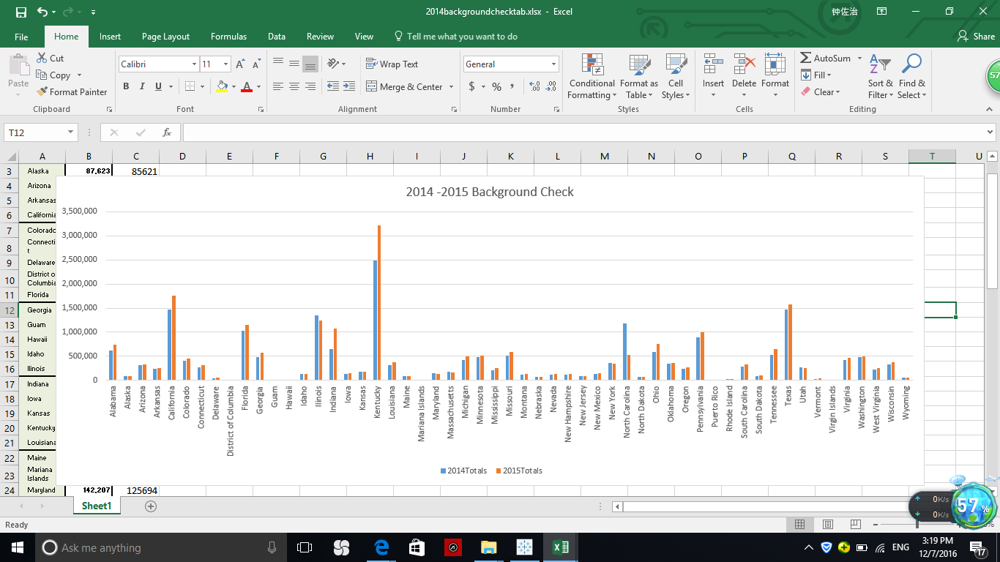 2014backgroundchecktab.xlsx - Excel
钟佐治
File Home Insert Page Layout Formulas Data Review View Tell me what you want to do Share
Paste
Cut
Copy
Format Painter
Clipboard
Calibri 11
B I U
Font
Wrap Text
Merge & Center
Alignment
General
$ % ,
Number
Conditional Formatting
Format as Table
Cell Styles
Styles
Insert Delete Format
Cells
AutoSum
Fill
Clear
Sort & Filter
Find & Select
Editing
57
T12 fx
A B C D E F G H I J K L M N O P Q R S T U
3 Alaska 87,623 85621
4 Arizona
5 Arkansas
6 California
7 Colorado
8 Connecti
t
9 Delaware
10 District o
Columbia
11 Florida
12 Georgia
13 Guam
14 Hawaii
15 Idaho
16 Illinois
17 Indiana
18 Iowa
19 Kansas
20 Kentucky
21 Louisiana
22 Maine
23 Mariana
Islands
24 Maryland 142,207 125694
2014 -2015 Background Check
3,500,000
3,000,000
2,500,000
2,000,000
1,500,000
1,000,000
500,000
0
Alabama
Alaska
Arizona
Arkansas
California
Colorado
Connecticut
Delaware
District of Columbia
Florida
Georgia
Guam
Hawaii
Idaho
Illinois
Indiana
Iowa
Kansas
Kentucky
Louisiana
Maine
Mariana Islands
Maryland
Massachusetts
Michigan
Minnesota
Mississippi
Missouri
Montana
Nebraska
Nevada
New Hampshire
New Jersey
New Mexico
New York
North Carolina
North Dakota
Ohio
Oklahoma
Oregon
Pennsylvania
Puerto Rico
Rhode Island
South Carolina
South Dakota
Tennessee
Texas
Utah
Vermont
Virgin Islands
Virginia
Washington
West Virginia
Wisconsin
Wyoming
2014Totals 2015Totals
Sheet1
0K/s
0K/s
57%
Ready
Ask me anything
ENG
3:19 PM
12/7/2016
17